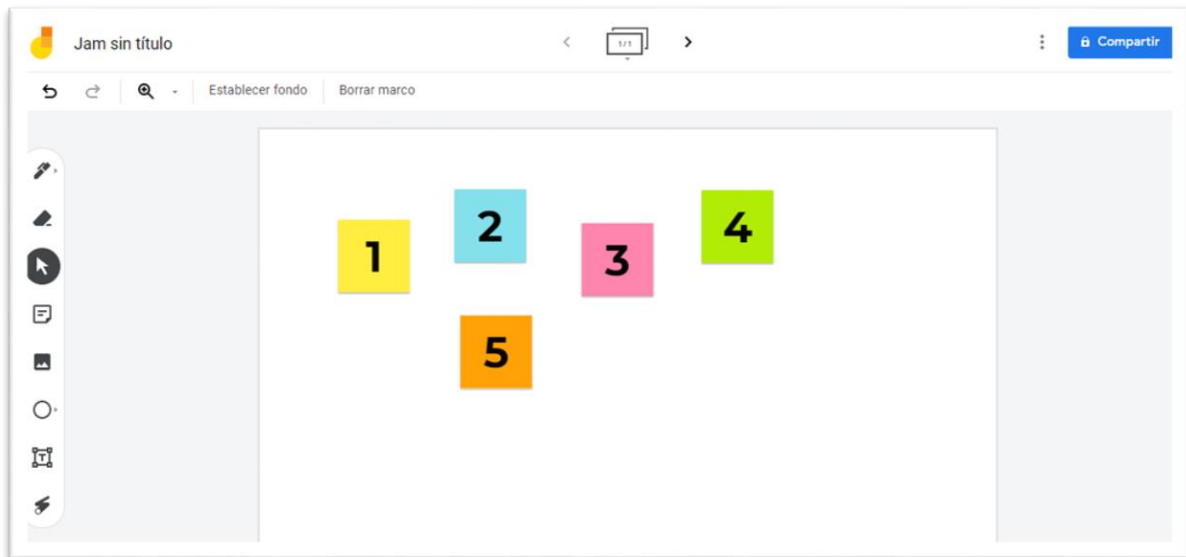 Jam sin título
1/1
Compartir
Establecer fondo
Borrar marco
1
2
3
4
5
T